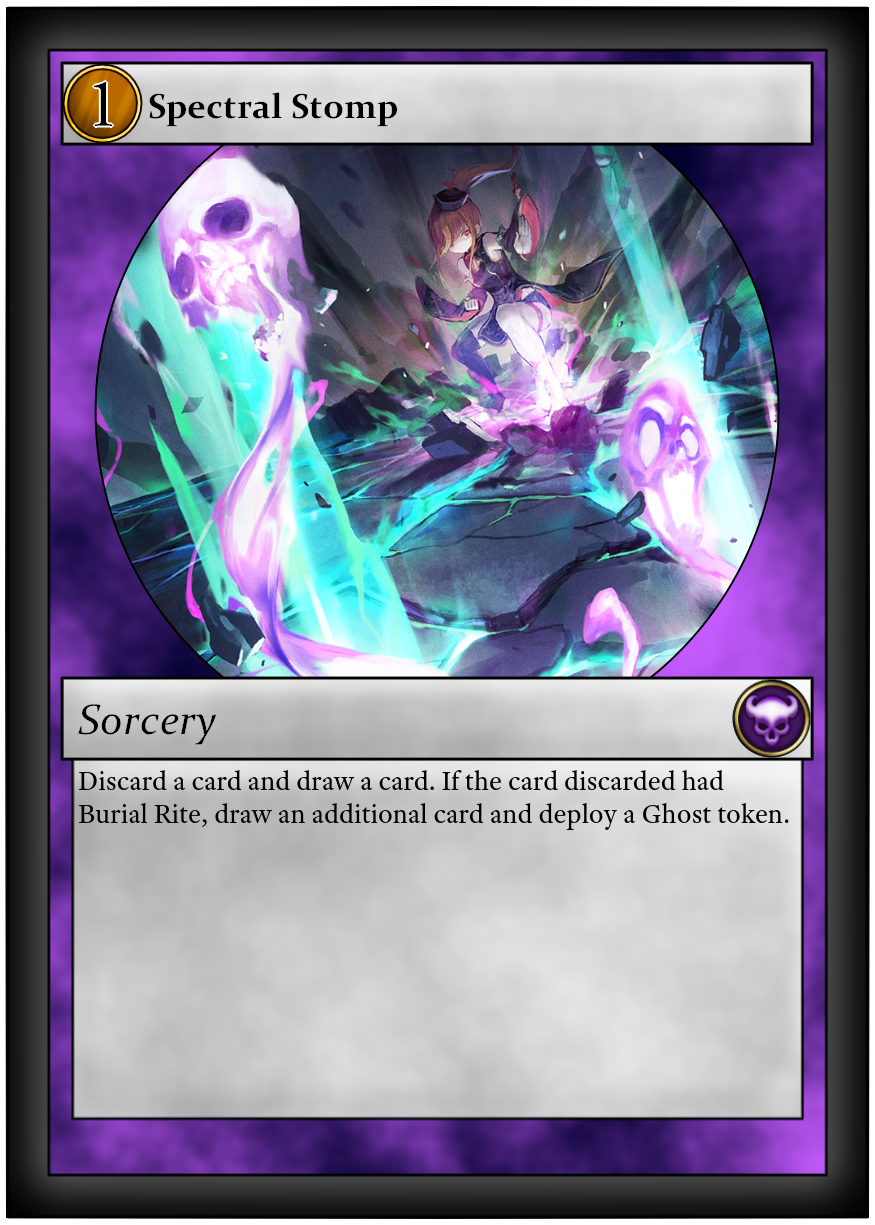 1
Spectral Stomp
Sorcery
Discard a card and draw a card. If the card discarded had
Burial Rite, draw an additional card and deploy a Ghost token.